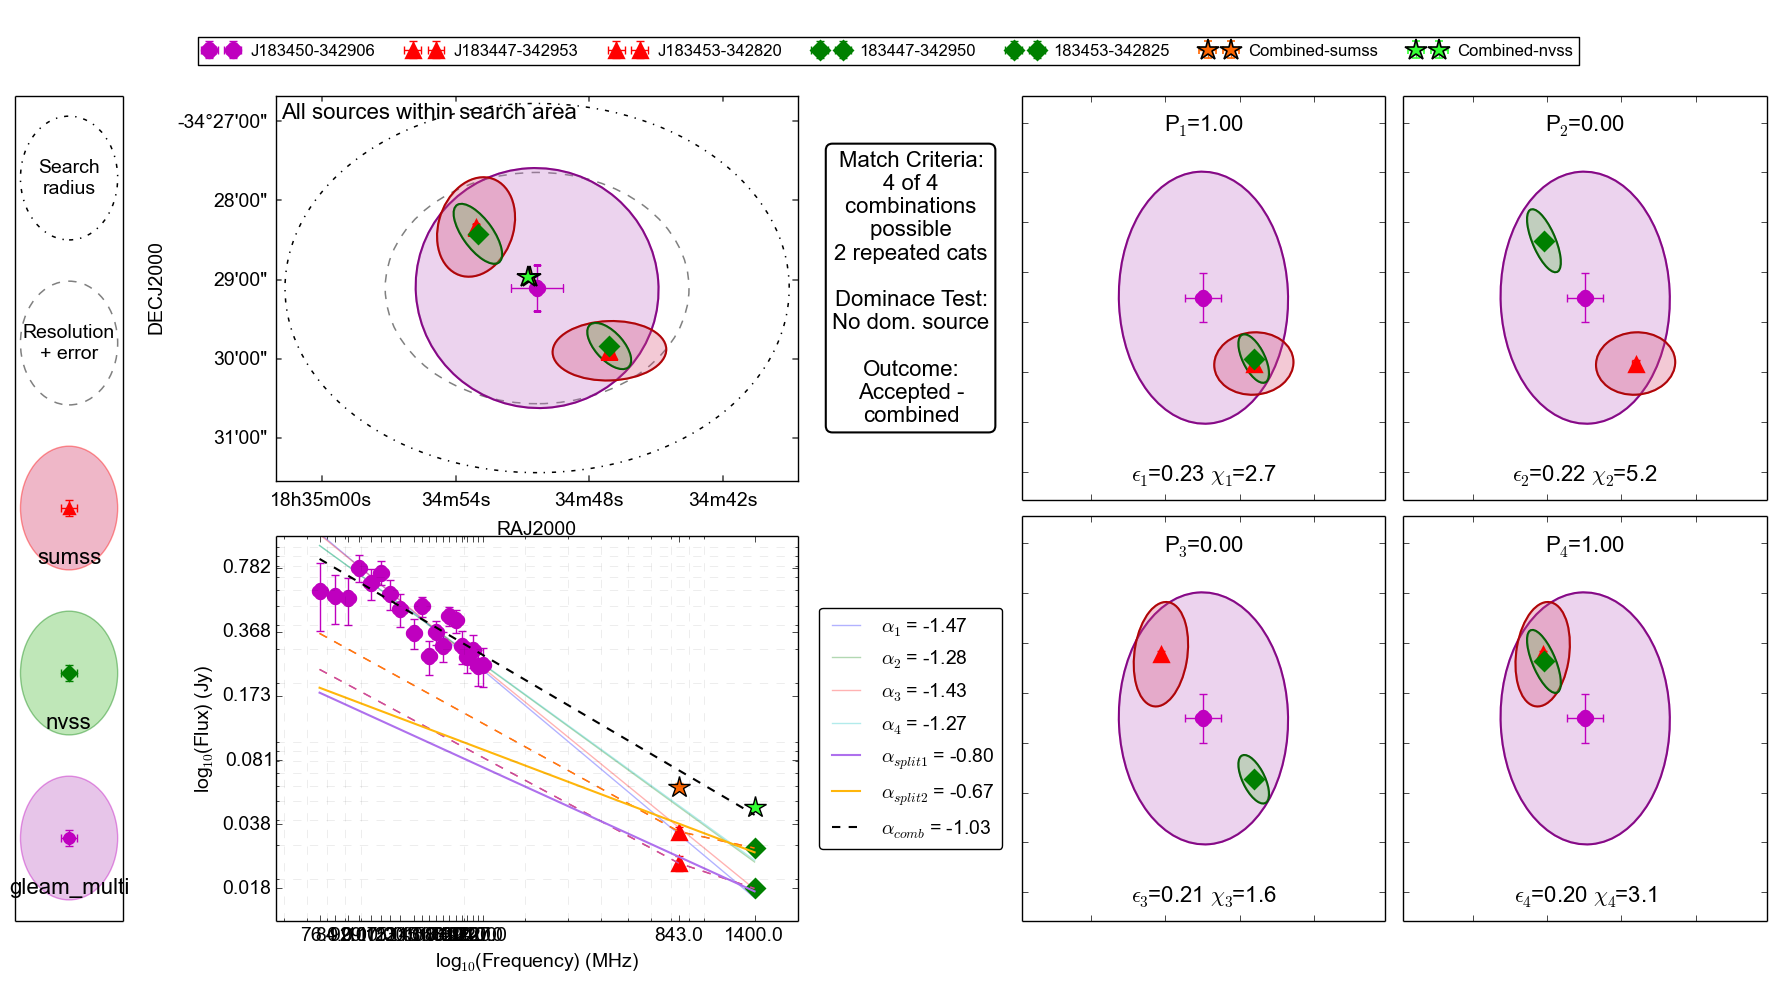 J183450-342906 J183447-342953 J183453-342820 183447-342950 183453-342825 Combined-sumss Combined-nvss
Search
radius
Resolution
+ error
sumss
nvss
gleam_multi
All sources within search area
-34°27'00"
28'00"
29'00"
30'00"
31'00"
DECJ2000
18h35m00s 34m54s 34m48s 34m42s
RAJ2000
Match Criteria:
4 of 4
combinations
possible
2 repeated cats
Dominace Test:
No dom. source
Outcome:
Accepted -
combined
P1=1.00
ϵ1=0.23 χ1=2.7
P2=0.00
ϵ2=0.22 χ2=5.2
P3=0.00
ϵ3=0.21 χ3=1.6
P4=1.00
ϵ4=0.20 χ4=3.1
0.782
0.368
0.173
0.081
0.038
0.018
log10(Flux) (Jy)
843.0 1400.0
log10(Frequency) (MHz)
α1 = -1.47
α2 = -1.28
α3 = -1.43
α4 = -1.27
αsplit1 = -0.80
αsplit2 = -0.67
αcomb = -1.03